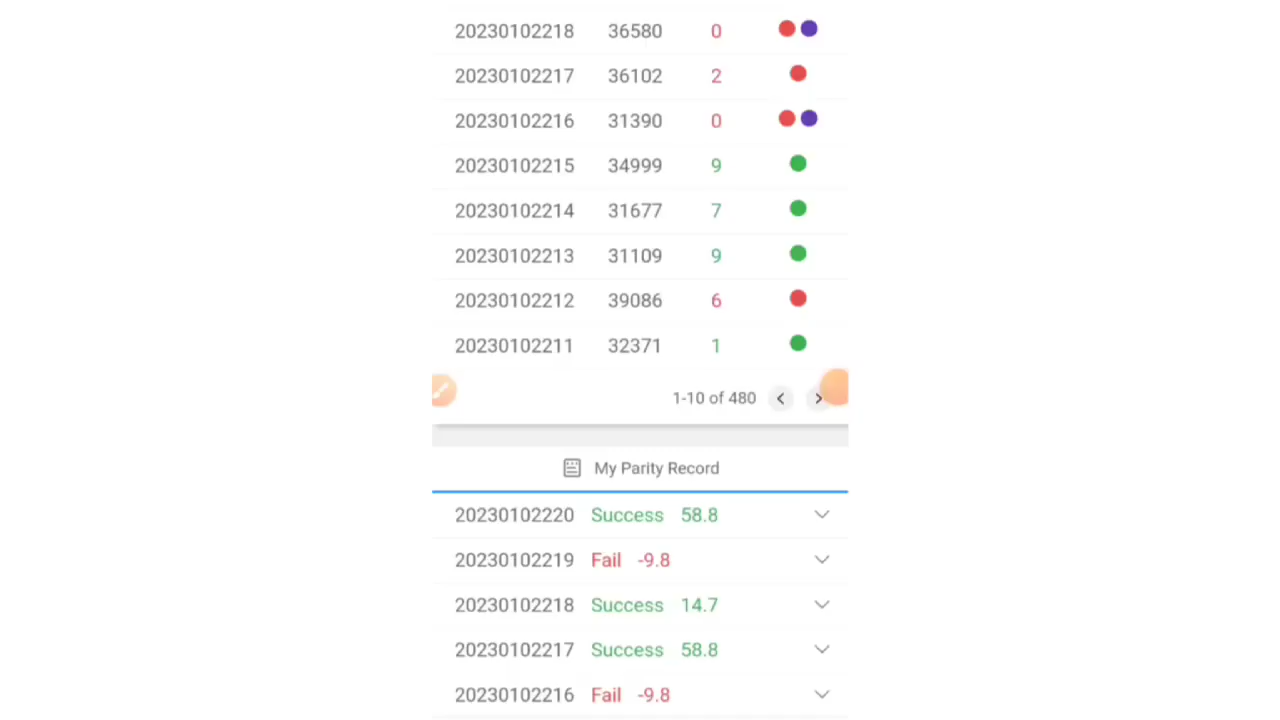 20230102218 36580 0
20230102217 36102 2
20230102216 31390 0
20230102215 34999 9
20230102214 31677 7
20230102213 31109 9
20230102212 39086 6
20230102211 32371 1
1-10 of 480
My Parity Record
20230102220 Success 58.8
20230102219 Fail -9.8
20230102218 Success 14.7
20230102217 Success 58.8
20230102216 Fail -9.8